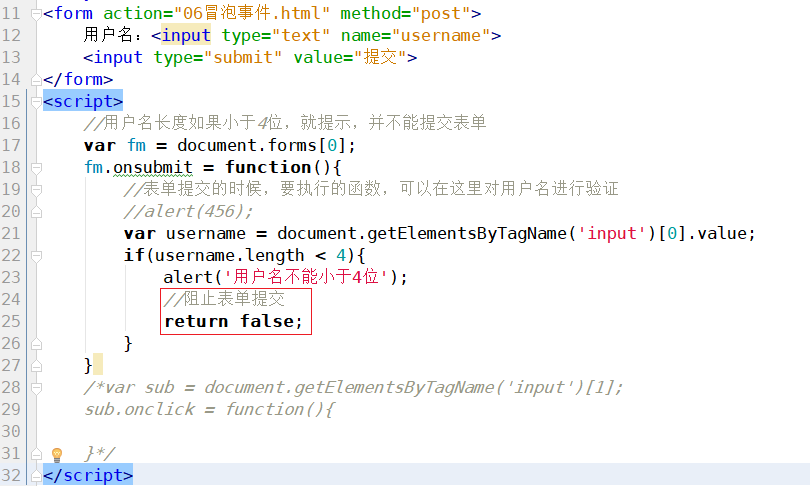 11 <form action="06冒泡事件.html" method="post">
12     用户名：<input type="text" name="username">
13     <input type="submit" value="提交">
14 </form>
15 <script>
16     //用户名长度如果小于4位，就提示，并不能提交表单
17     var fm = document.forms[0];
18     fm.onsubmit = function(){
19         //表单提交的时候，要执行的函数，可以在这里对用户名进行验证
20         //alert(456);
21         var username = document.getElementsByTagName('input')[0].value;
22         if(username.length < 4){
23             alert('用户名不能小于4位');
24             //阻止表单提交
25             return false;
26         }
27     }
28     /*var sub = document.getElementsByTagName('input')[1];
29     sub.onclick = function(){
30
31     }*/
32 </script>